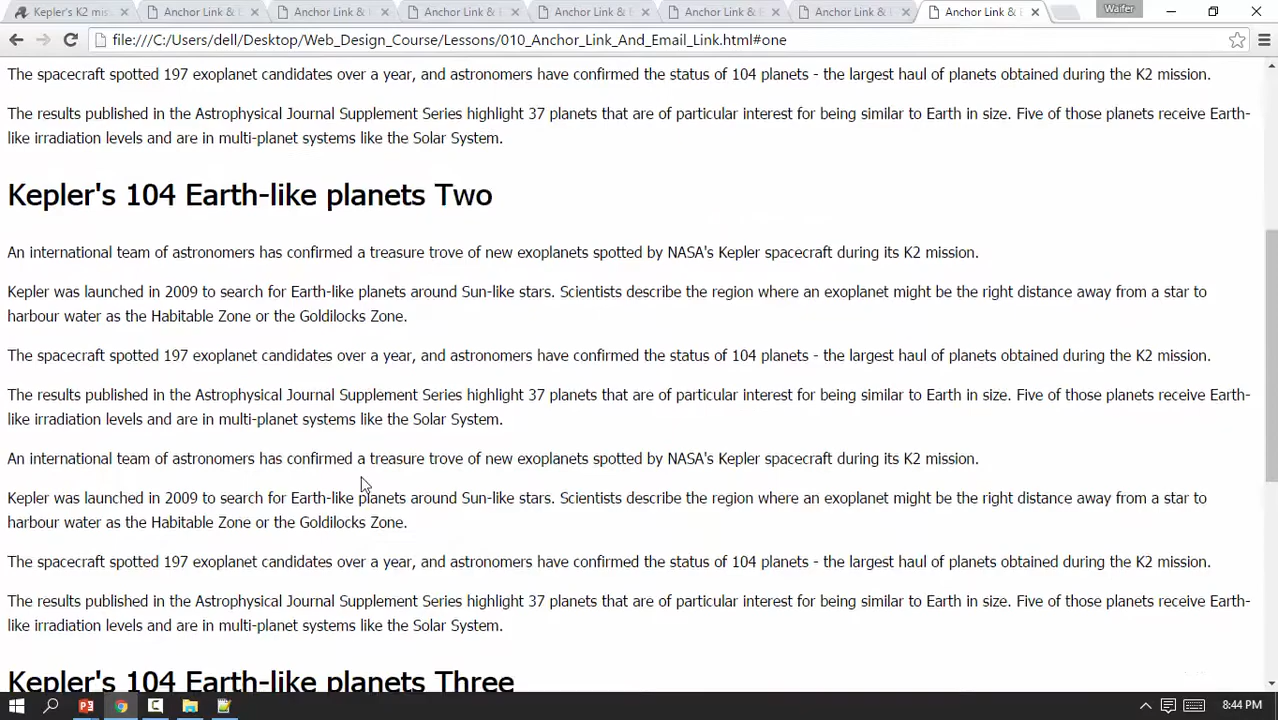 Kepler's K2 mis
Anchor Link &
Anchor Link &
Anchor Link &
Anchor Link &
Anchor Link &
Anchor Link &
Anchor Link &
Waifer
file:///C:/Users/dell/Desktop/Web_Design_Course/Lessons/010_Anchor_Link_And_Email_Link.html#one
The spacecraft spotted 197 exoplanet candidates over a year, and astronomers have confirmed the status of 104 planets - the largest haul of planets obtained during the K2 mission.
The results published in the Astrophysical Journal Supplement Series highlight 37 planets that are of particular interest for being similar to Earth in size. Five of those planets receive Earth-
like irradiation levels and are in multi-planet systems like the Solar System.
Kepler's 104 Earth-like planets Two
An international team of astronomers has confirmed a treasure trove of new exoplanets spotted by NASA's Kepler spacecraft during its K2 mission.
Kepler was launched in 2009 to search for Earth-like planets around Sun-like stars. Scientists describe the region where an exoplanet might be the right distance away from a star to
harbour water as the Habitable Zone or the Goldilocks Zone.
The spacecraft spotted 197 exoplanet candidates over a year, and astronomers have confirmed the status of 104 planets - the largest haul of planets obtained during the K2 mission.
The results published in the Astrophysical Journal Supplement Series highlight 37 planets that are of particular interest for being similar to Earth in size. Five of those planets receive Earth-
like irradiation levels and are in multi-planet systems like the Solar System.
An international team of astronomers has confirmed a treasure trove of new exoplanets spotted by NASA's Kepler spacecraft during its K2 mission.
Kepler was launched in 2009 to search for Earth-like planets around Sun-like stars. Scientists describe the region where an exoplanet might be the right distance away from a star to
harbour water as the Habitable Zone or the Goldilocks Zone.
The spacecraft spotted 197 exoplanet candidates over a year, and astronomers have confirmed the status of 104 planets - the largest haul of planets obtained during the K2 mission.
The results published in the Astrophysical Journal Supplement Series highlight 37 planets that are of particular interest for being similar to Earth in size. Five of those planets receive Earth-
like irradiation levels and are in multi-planet systems like the Solar System.
Kepler's 104 Earth-like planets Three
8:44 PM